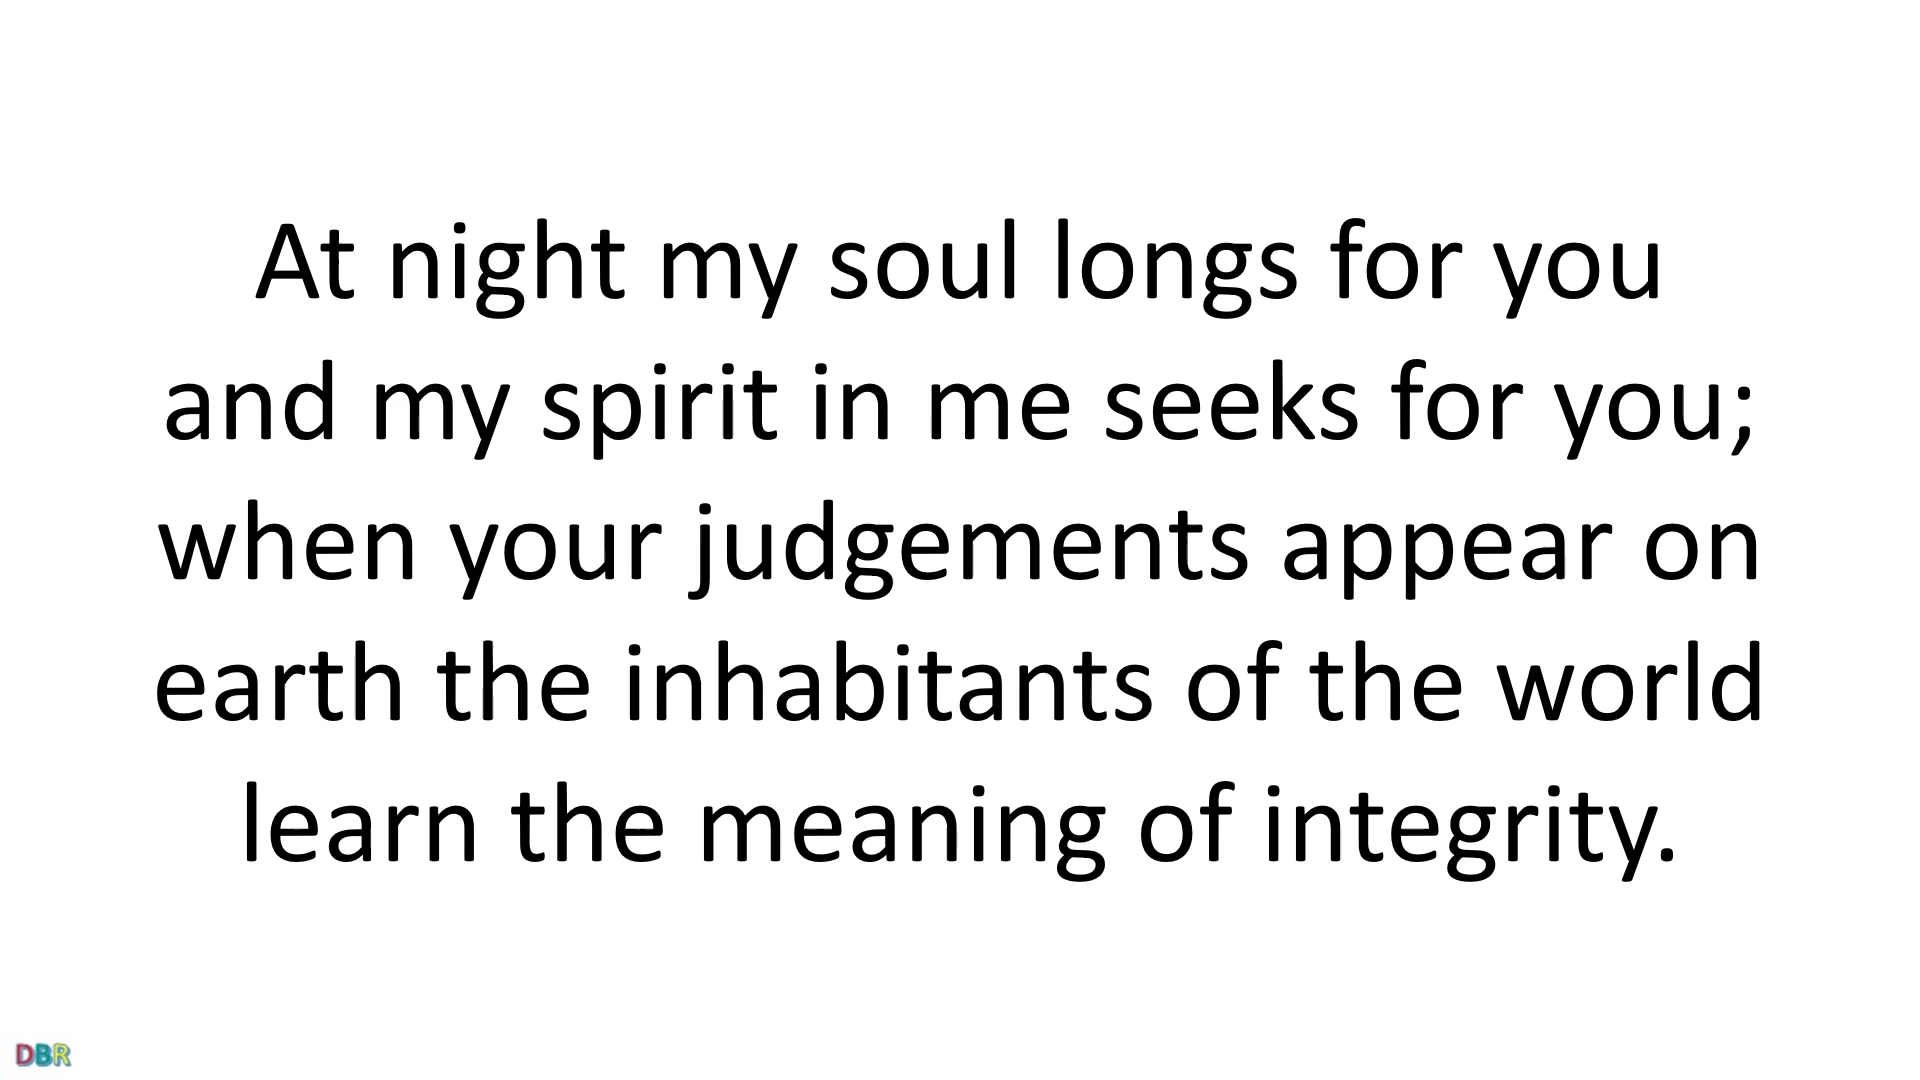 At night my soul longs for you
and my spirit in me seeks for you;
when your judgements appear on
earth the inhabitants of the world
learn the meaning of integrity.
DBR